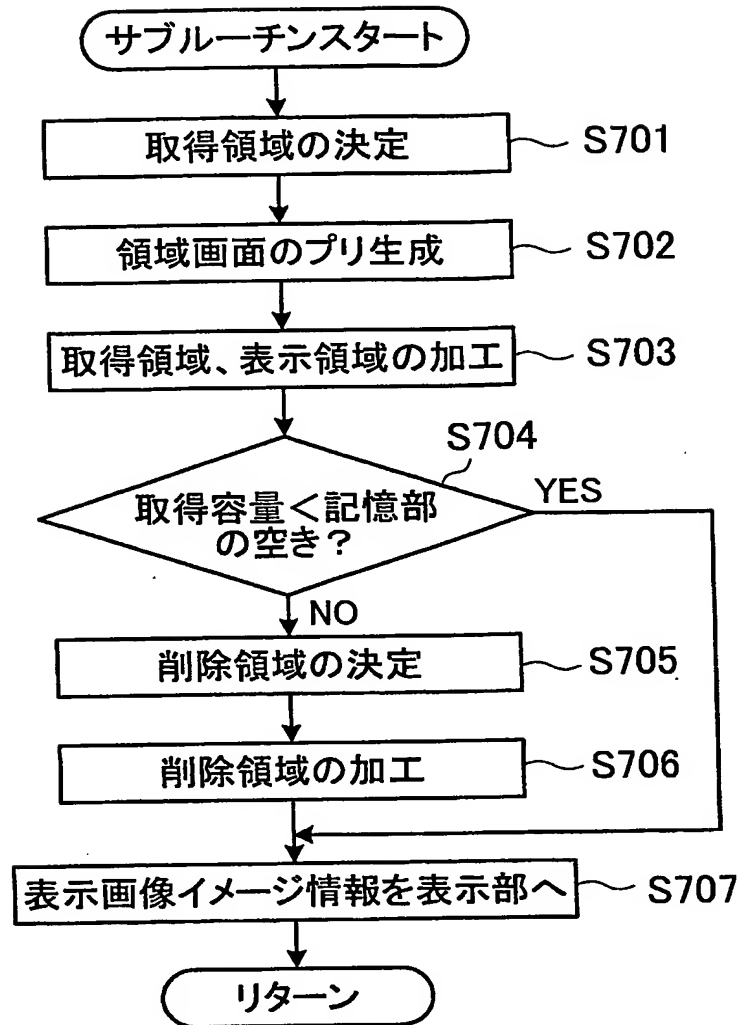 サブルーチンスタート
取得領域の決定
S701
領域画面のプリ生成
S702
取得領域、表示領域の加工
S703
S704
取得容量＜記憶部
の空き？
YES
NO
削除領域の決定
S705
削除領域の加工
S706
表示画像イメージ情報を表示部へ
S707
リターン